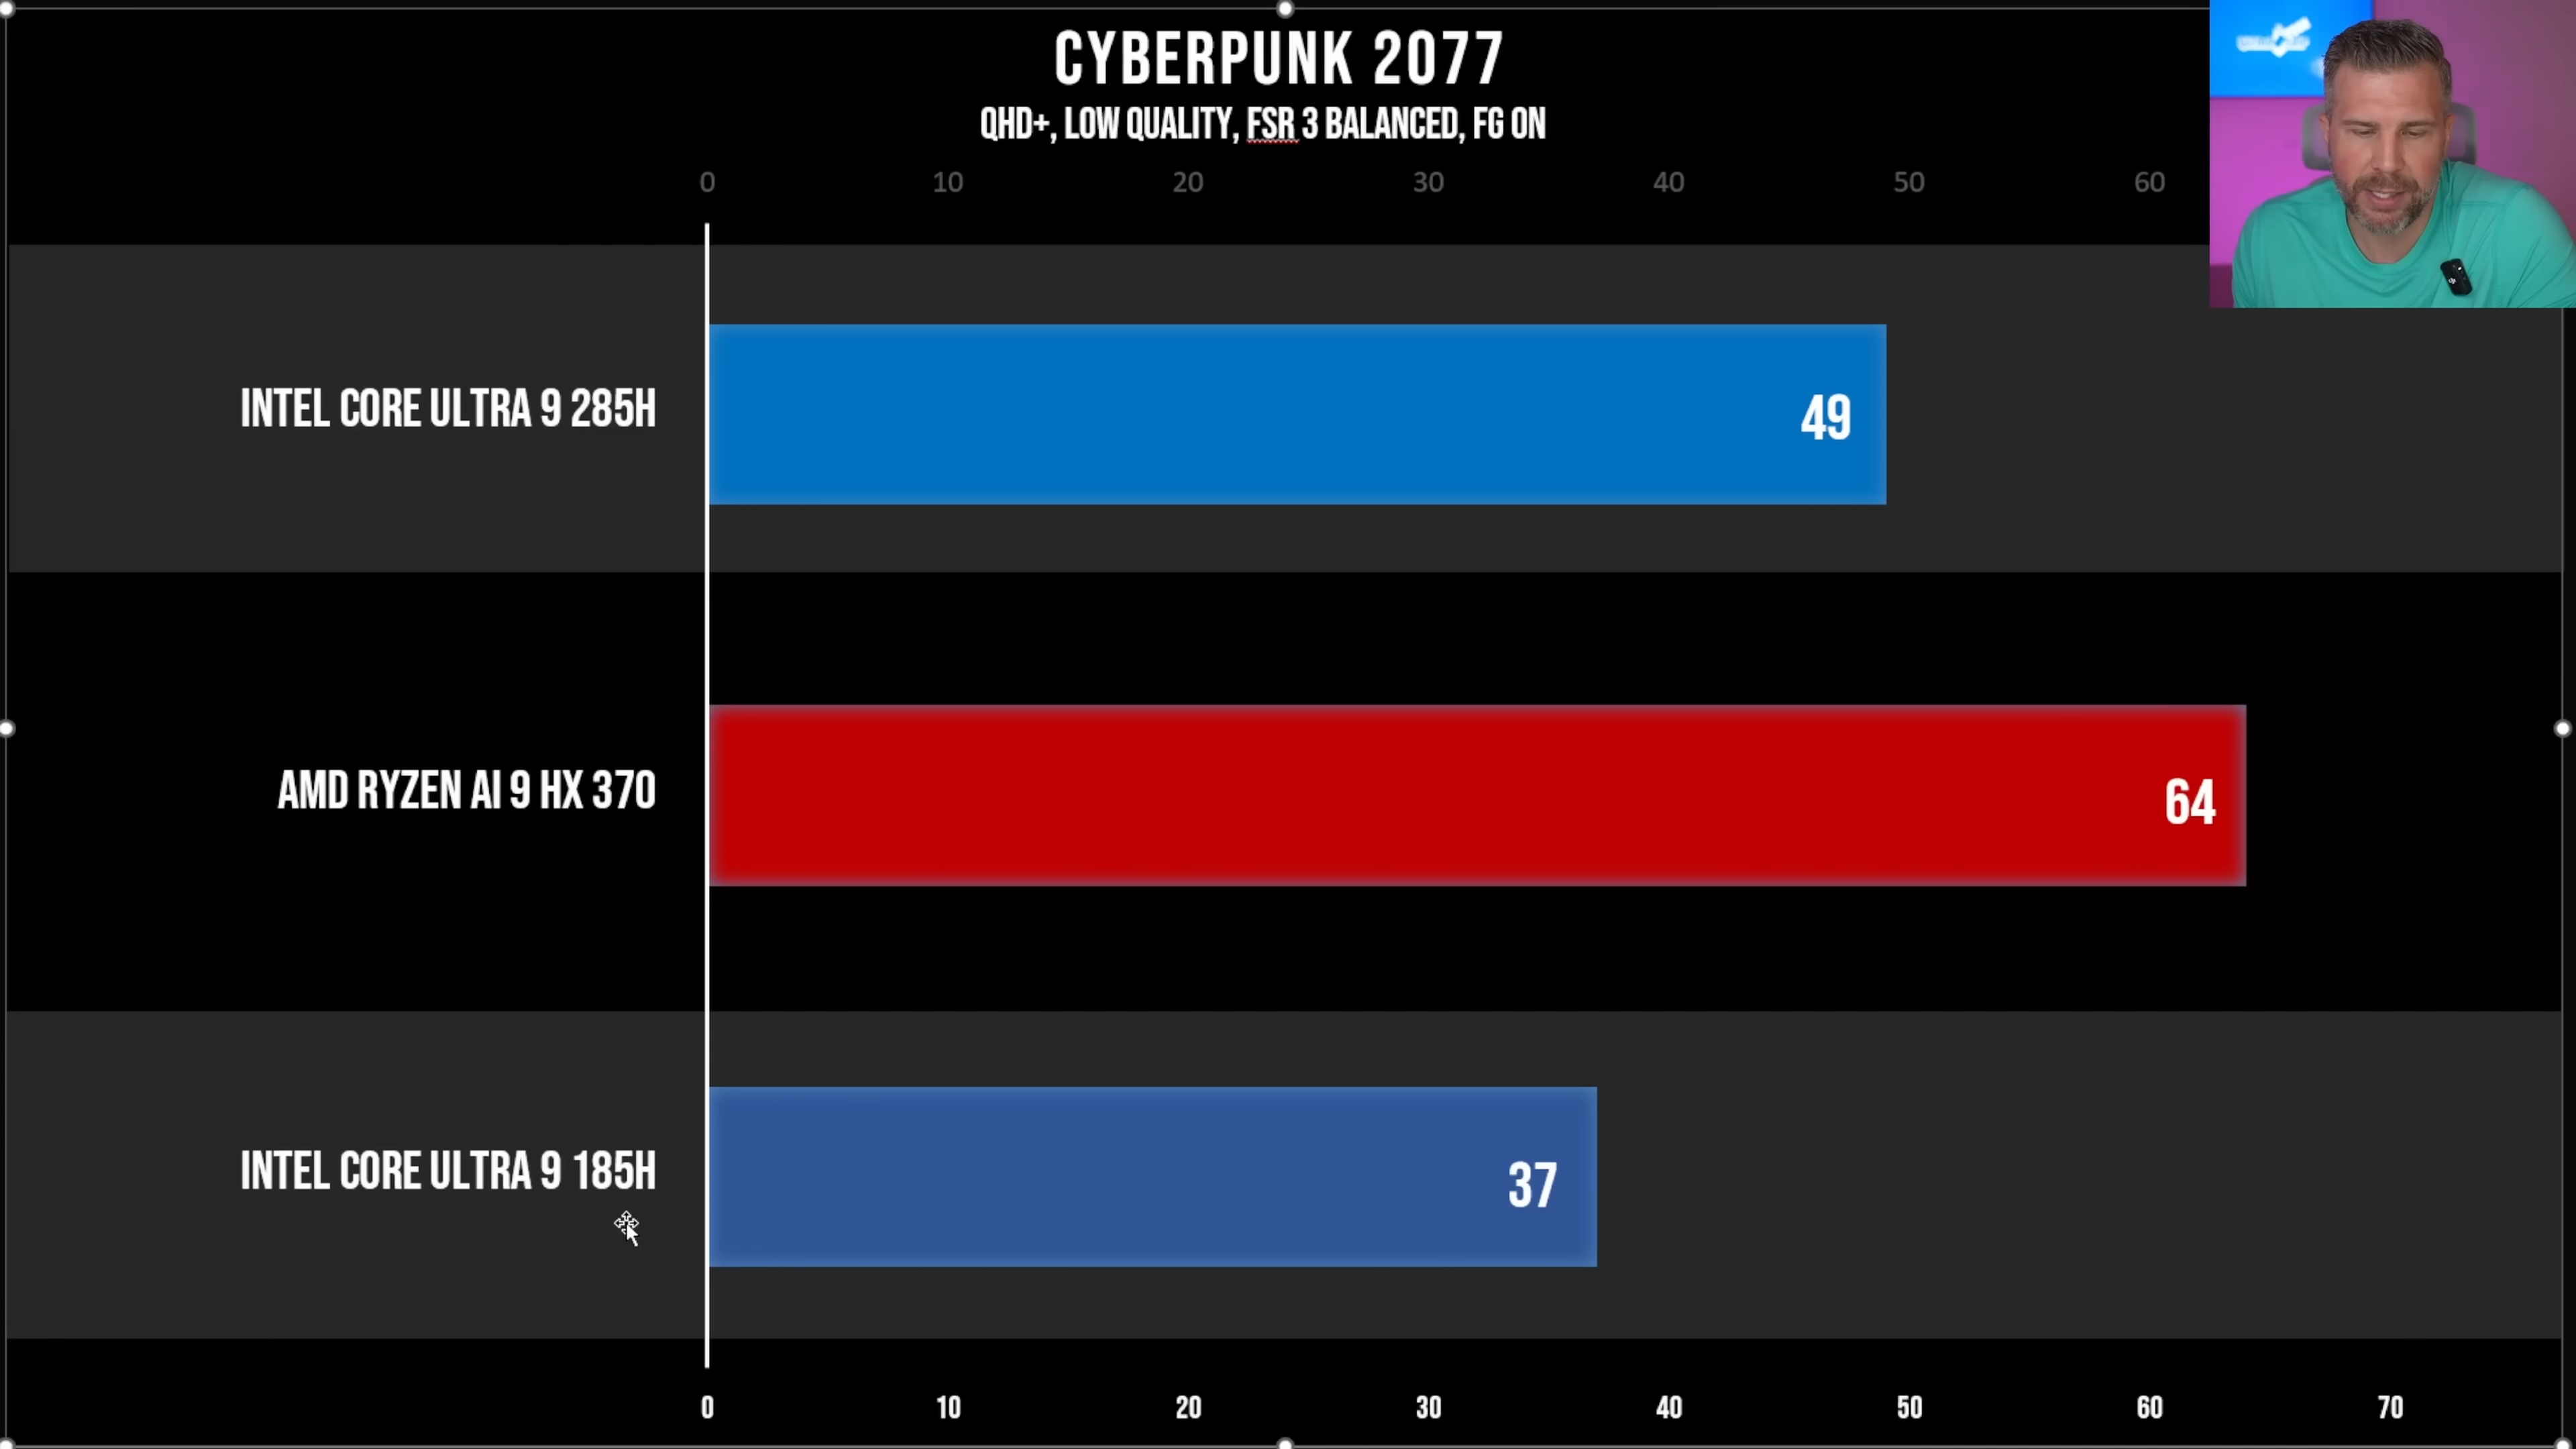 CYBERPUNK 2077
QHD+, LOW QUALITY, FSR 3 BALANCED, FG ON
0 10 20 30 40 50 60
INTEL CORE ULTRA 9 285H 49
AMD RYZEN AI 9 HX 370 64
INTEL CORE ULTRA 9 185H 37
0 10 20 30 40 50 60 70